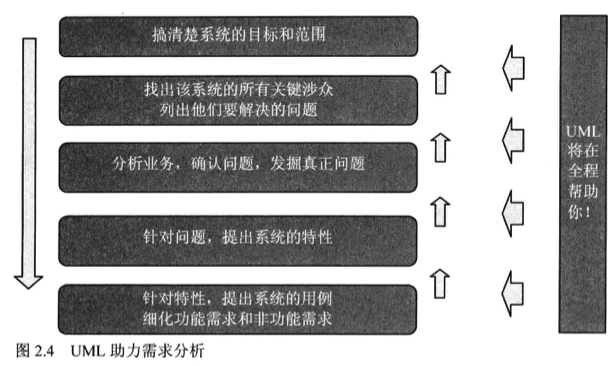 搞清楚系统的目标和范围
找出该系统的所有关键涉众
列出他们要解决的问题
分析业务，确认问题，发掘真正问题
针对问题，提出系统的特性
针对特性，提出系统的用例
细化功能需求和非功能需求
UML
将在
全程
帮助
你！
图 2.4 UML 助力需求分析